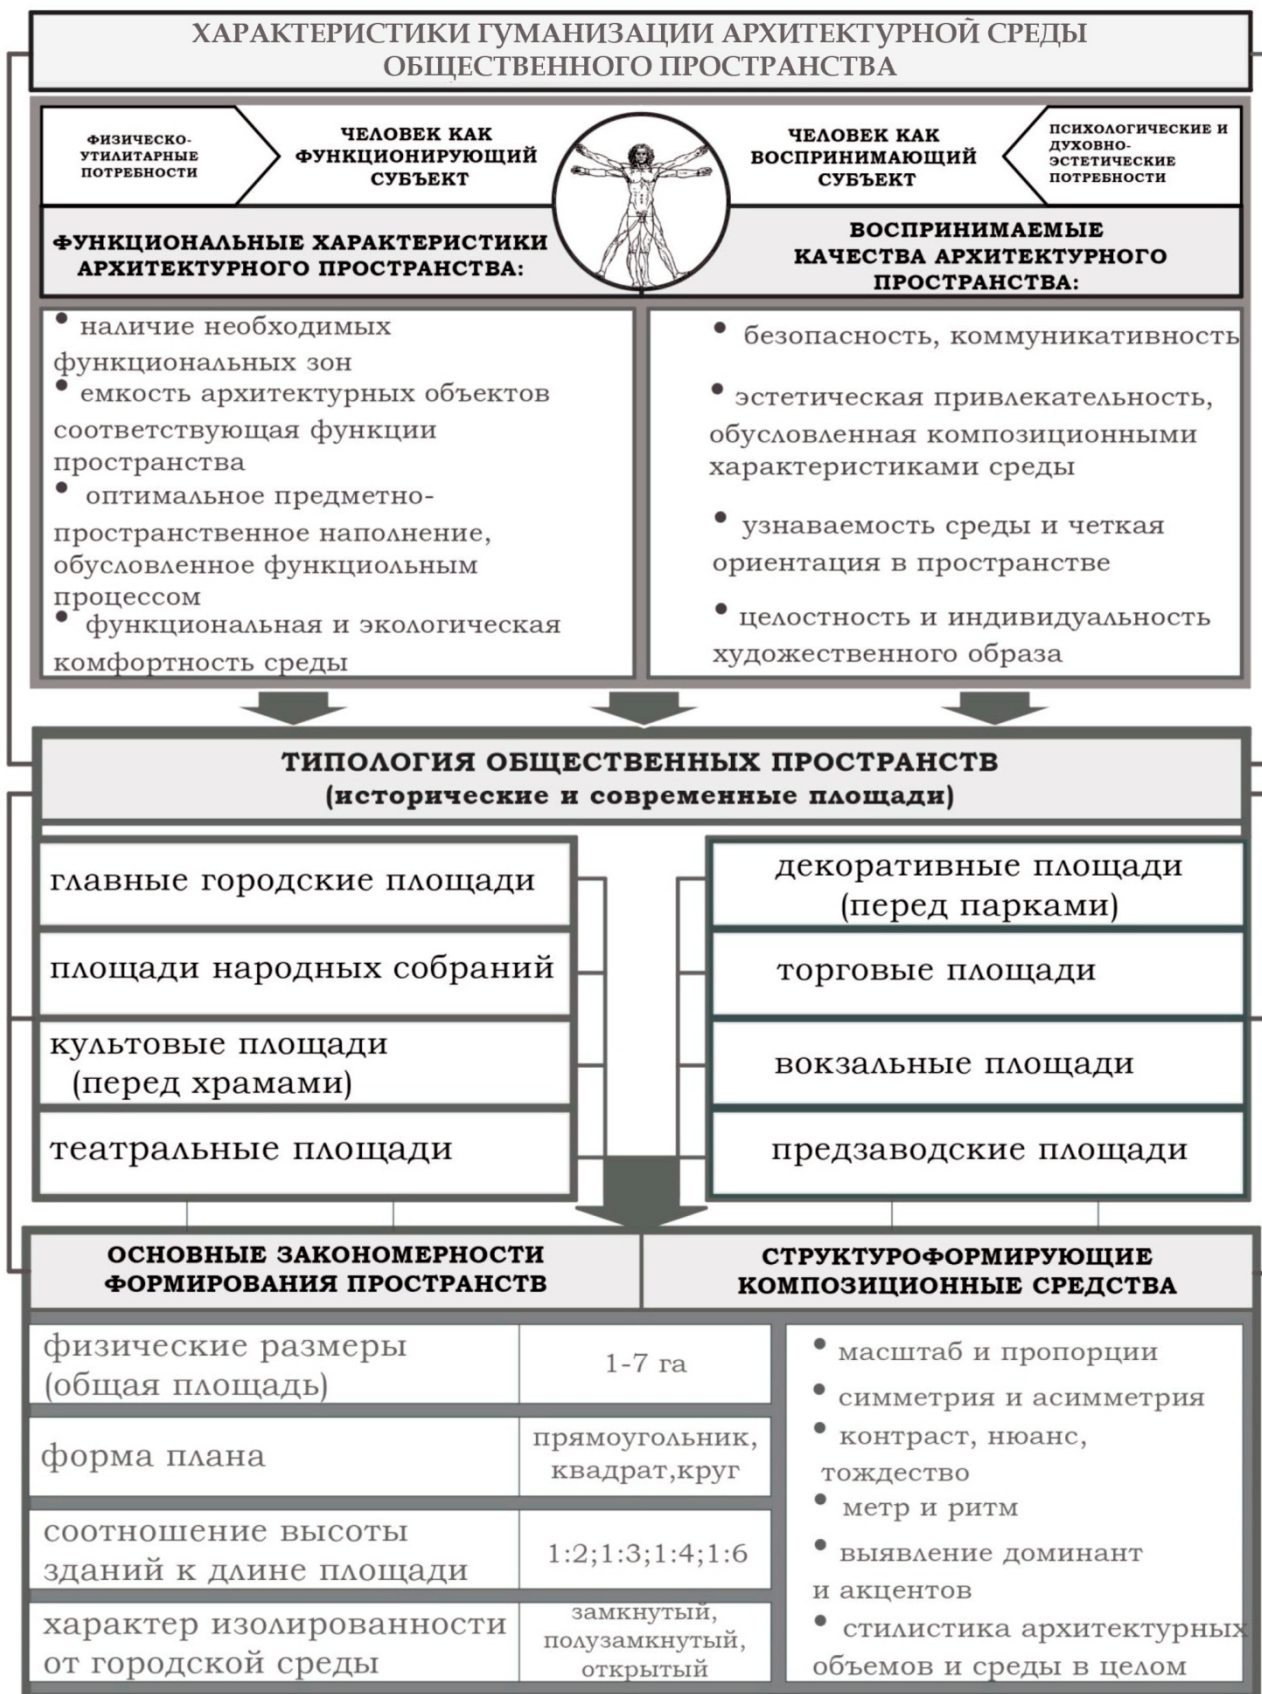 ХАРАКТЕРИСТИКИ ГУМАНИЗАЦИИ АРХИТЕКТУРНОЙ СРЕДЫ
ОБЩЕСТВЕННОГО ПРОСТРАНСТВА
ФИЗИЧЕСКО-
УТИЛИТАРНЫЕ
ПОТРЕБНОСТИ
ЧЕЛОВЕК КАК
ФУНКЦИОНИРУЮЩИЙ
СУБЪЕКТ
ЧЕЛОВЕК КАК
ВОСПРИНИМАЮЩИЙ
СУБЪЕКТ
ПСИХОЛОГИЧЕСКИЕ И
ДУХОВНО-
ЭСТЕТИЧЕСКИЕ
ПОТРЕБНОСТИ
ФУНКЦИОНАЛЬНЫЕ ХАРАКТЕРИСТИКИ
АРХИТЕКТУРНОГО ПРОСТРАНСТВА:
ВОСПРИНИМАЕМЫЕ
КАЧЕСТВА АРХИТЕКТУРНОГО
ПРОСТРАНСТВА:
• наличие необходимых
функциональных зон
• емкость архитектурных объектов
соответствующая функции
пространства
• оптимальное предметно-
пространственное наполнение,
обусловленное функциольным
процессом
• функциональная и экологическая
комфортность среды
• безопасность, коммуникативность
• эстетическая привлекательность,
обусловленная композиционными
характеристиками среды
• узнаваемость среды и четкая
ориентация в пространстве
• целостность и индивидуальность
художественного образа
ТИПОЛОГИЯ ОБЩЕСТВЕННЫХ ПРОСТРАНСТВ
(исторические и современные площади)
главные городские площади
площади народных собраний
культовые площади
(перед храмами)
театральные площади
декоративные площади
(перед парками)
торговые площади
вокзальные площади
предзаводские площади
ОСНОВНЫЕ ЗАКОНОМЕРНОСТИ
ФОРМИРОВАНИЯ ПРОСТРАНСТВ
СТРУКТУРОФОРМИРУЮЩИЕ
КОМПОЗИЦИОННЫЕ СРЕДСТВА
физические размеры
(общая площадь)
1-7 га
форма плана
прямоугольник,
квадрат,круг
соотношение высоты
зданий к длине площади
1:2;1:3;1:4;1:6
характер изолированности
от городской среды
замкнутый,
полузамкнутый,
открытый
• масштаб и пропорции
• симметрия и асимметрия
• контраст, нюанс,
тождество
• метр и ритм
• выявление доминант
и акцентов
• стилистика архитектурных
объемов и среды в целом